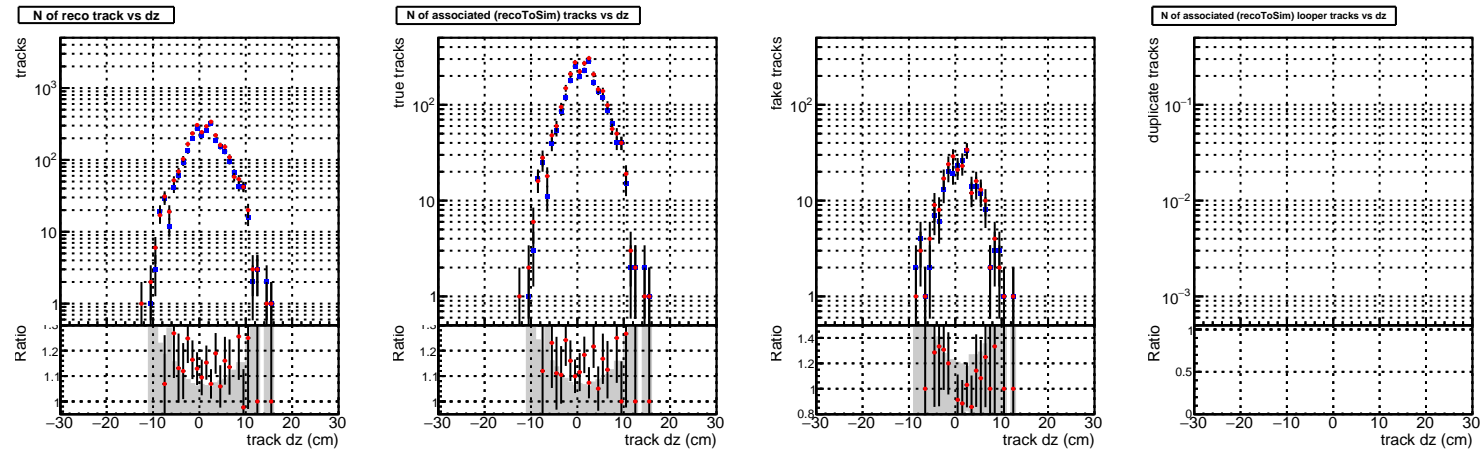 N of reco track vs dz
tracks
10³
10²
10
1
Ratio
1.3
1.2
1.1
1
−30 −20 −10 0 10 20 30
track dz (cm)
N of associated (recoToSim) tracks vs dz
true tracks
10²
10
1
Ratio
1.3
1.2
1.1
1
−30 −20 −10 0 10 20 30
track dz (cm)
fake tracks
10²
10
1
Ratio
1.4
1.2
1
0.8
−30 −20 −10 0 10 20 30
track dz (cm)
N of associated (recoToSim) looper tracks vs dz
duplicate tracks
10⁻¹
10⁻²
10⁻³
Ratio
1
0.5
0
−30 −20 −10 0 10 20 30
track dz (cm)